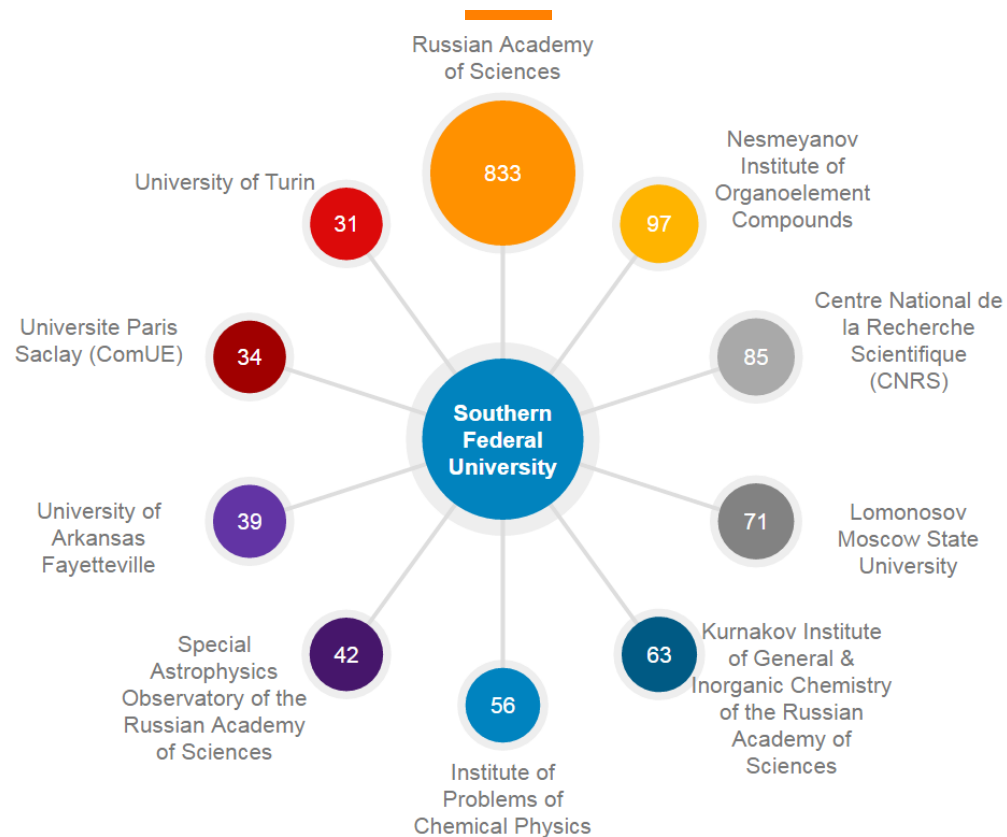 Russian Academy
of Sciences
833
Nesmeyanov
Institute of
Organoelement
Compounds
97
Centre National de
la Recherche
Scientifique
(CNRS)
85
Lomonosov
Moscow State
University
71
Kurnakov Institute
of General &
Inorganic Chemistry
of the Russian
Academy of
Sciences
63
Institute of
Problems of
Chemical Physics
56
Special
Astrophysics
Observatory of the
Russian Academy
of Sciences
42
University of
Arkansas
Fayetteville
39
Universite Paris
Saclay (ComUE)
34
University of Turin
31
Southern
Federal
University